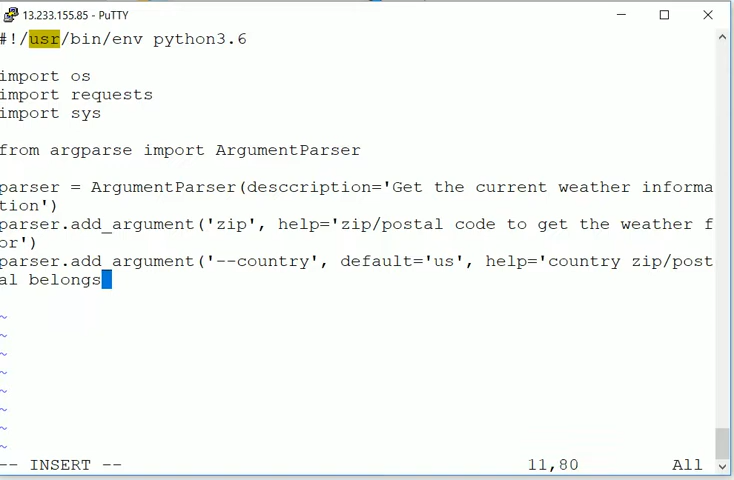 13.233.155.85 - PuTTY
#!/usr/bin/env python3.6
import os
import requests
import sys
from argparse import ArgumentParser
parser = ArgumentParser(desccription='Get the current weather informa
tion')
parser.add_argument('zip', help='zip/postal code to get the weather f
or')
parser.add_argument('--country', default='us', help='country zip/post
al belongs
~
~
~
~
~
~
~
~
-- INSERT -- 11,80 All